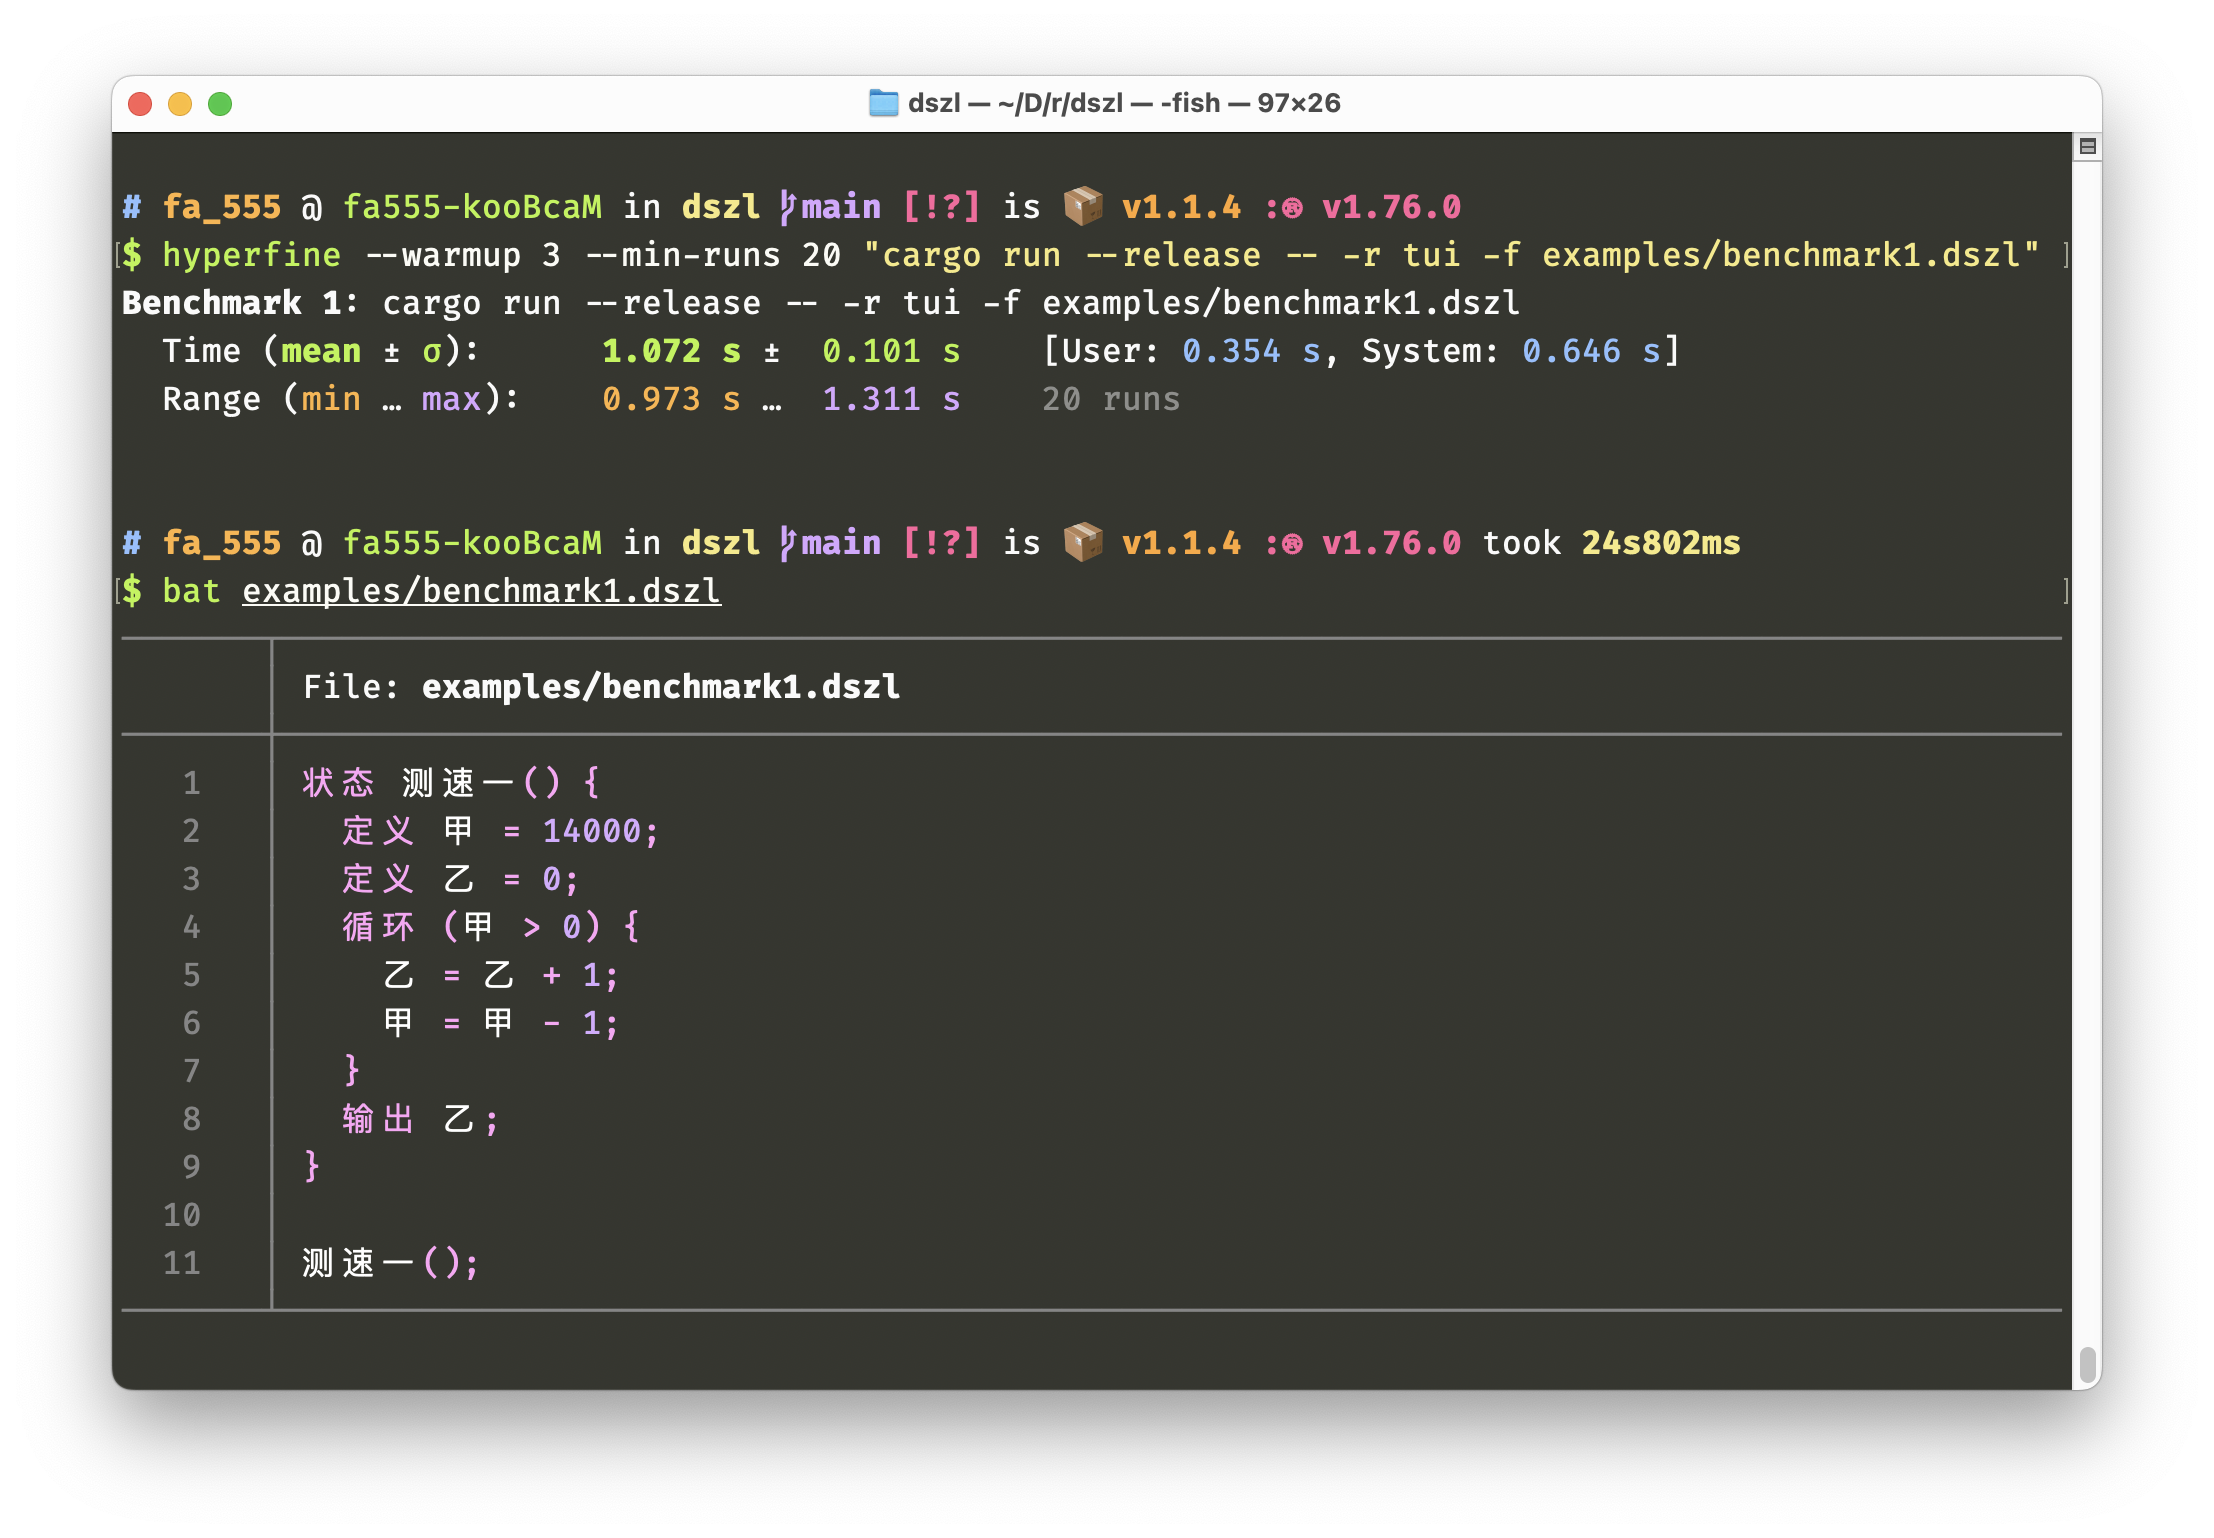 dszl — ~/D/r/dszl — -fish — 97×26
# fa_555 @ fa555-kooBcaM in dszl main [!?] is 📦 v1.1.4 :® v1.76.0
$ hyperfine --warmup 3 --min-runs 20 "cargo run --release -- -r tui -f examples/benchmark1.dszl"
Benchmark 1: cargo run --release -- -r tui -f examples/benchmark1.dszl
Time (mean ± σ): 1.072 s ± 0.101 s [User: 0.354 s, System: 0.646 s]
Range (min … max): 0.973 s … 1.311 s 20 runs
# fa_555 @ fa555-kooBcaM in dszl main [!?] is 📦 v1.1.4 :® v1.76.0 took 24s802ms
$ bat examples/benchmark1.dszl
File: examples/benchmark1.dszl
1 状态 测速一() {
2 定义 甲 = 14000;
3 定义 乙 = 0;
4 循环 (甲 > 0) {
5 乙 = 乙 + 1;
6 甲 = 甲 - 1;
7 }
8 输出 乙;
9 }
10
11 测速一();